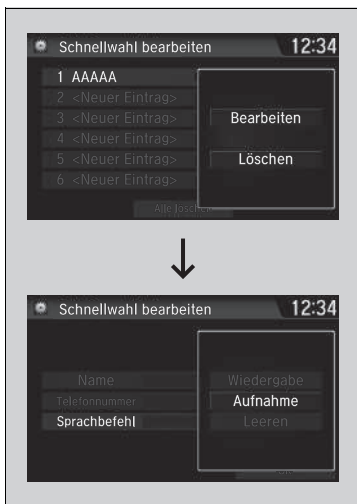 Schnellwahl bearbeiten 12:34
1 AAAAA
2 <Neuer Eintrag>
3 <Neuer Eintrag>
4 <Neuer Eintrag>
5 <Neuer Eintrag>
6 <Neuer Eintrag>
Bearbeiten
Löschen
Alle löschen
Schnellwahl bearbeiten 12:34
Name
Telefonnummer
Sprachbefehl
Wiedergabe
Aufnahme
Leeren